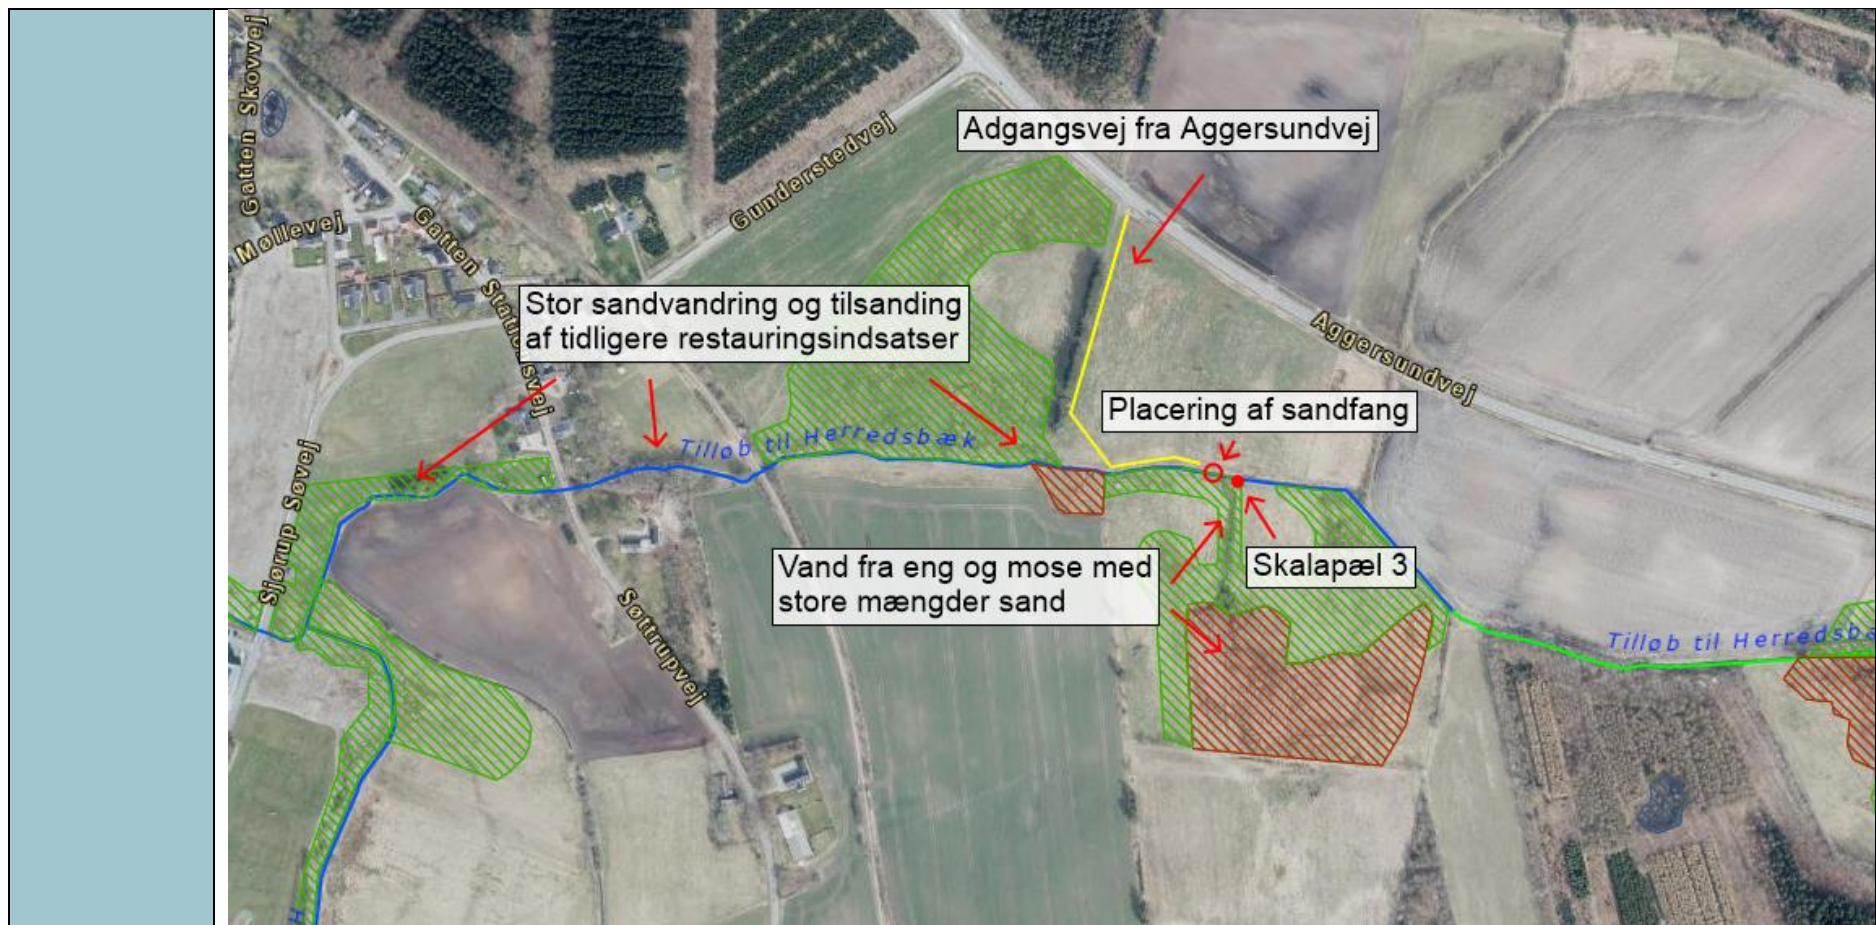 Gatten Skovvej
Møllevej
Gatten Stationsvej
Gunderstedvej
Adgangsvej fra Aggersundvej
Stor sandvandring og tilsanding
af tidligere restauringsindsatser
Aggersundvej
Placering af sandfang
Tilløb til Herredsbæk
Sjørup Søvej
Vand fra eng og mose med
store mængder sand
Skalapæl 3
Søttrupvej
Tilløb til Herredsbæ
H